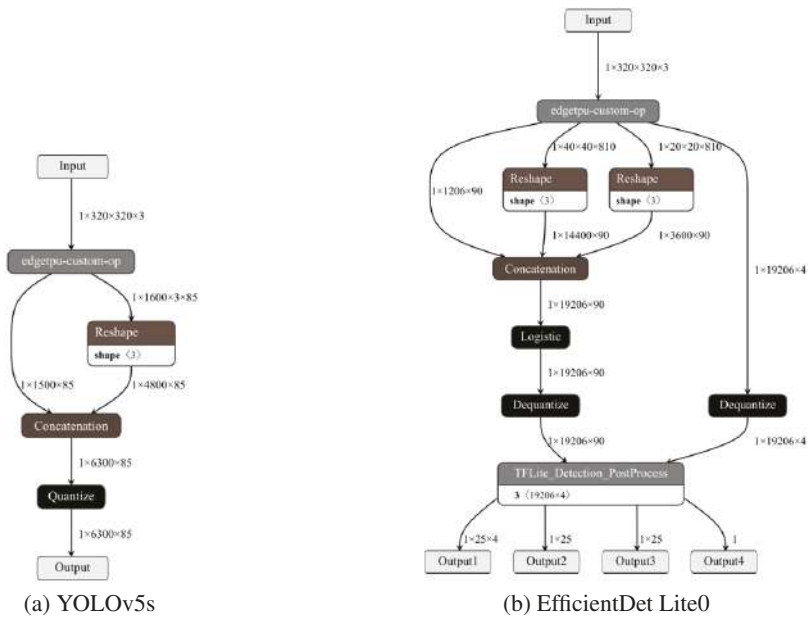 Input
1×320×320×3
edgetpu-custom-op
1×1600×3×85
Reshape
shape〈3〉
1×1500×85
1×4800×85
Concatenation
1×6300×85
Quantize
1×6300×85
Output
(a) YOLOv5s
Input
1×320×320×3
edgetpu-custom-op
1×40×40×810
1×20×20×810
1×1206×90
Reshape
shape〈3〉
Reshape
shape〈3〉
1×14400×90
1×3600×90
Concatenation
1×19206×4
1×19206×90
Logistic
1×19206×90
Dequantize
Dequantize
1×19206×90
1×19206×4
TFLite_Detection_PostProcess
3〈19206×4〉
1×25×4
1×25
1×25
1
Output1
Output2
Output3
Output4
(b) EfficientDet Lite0